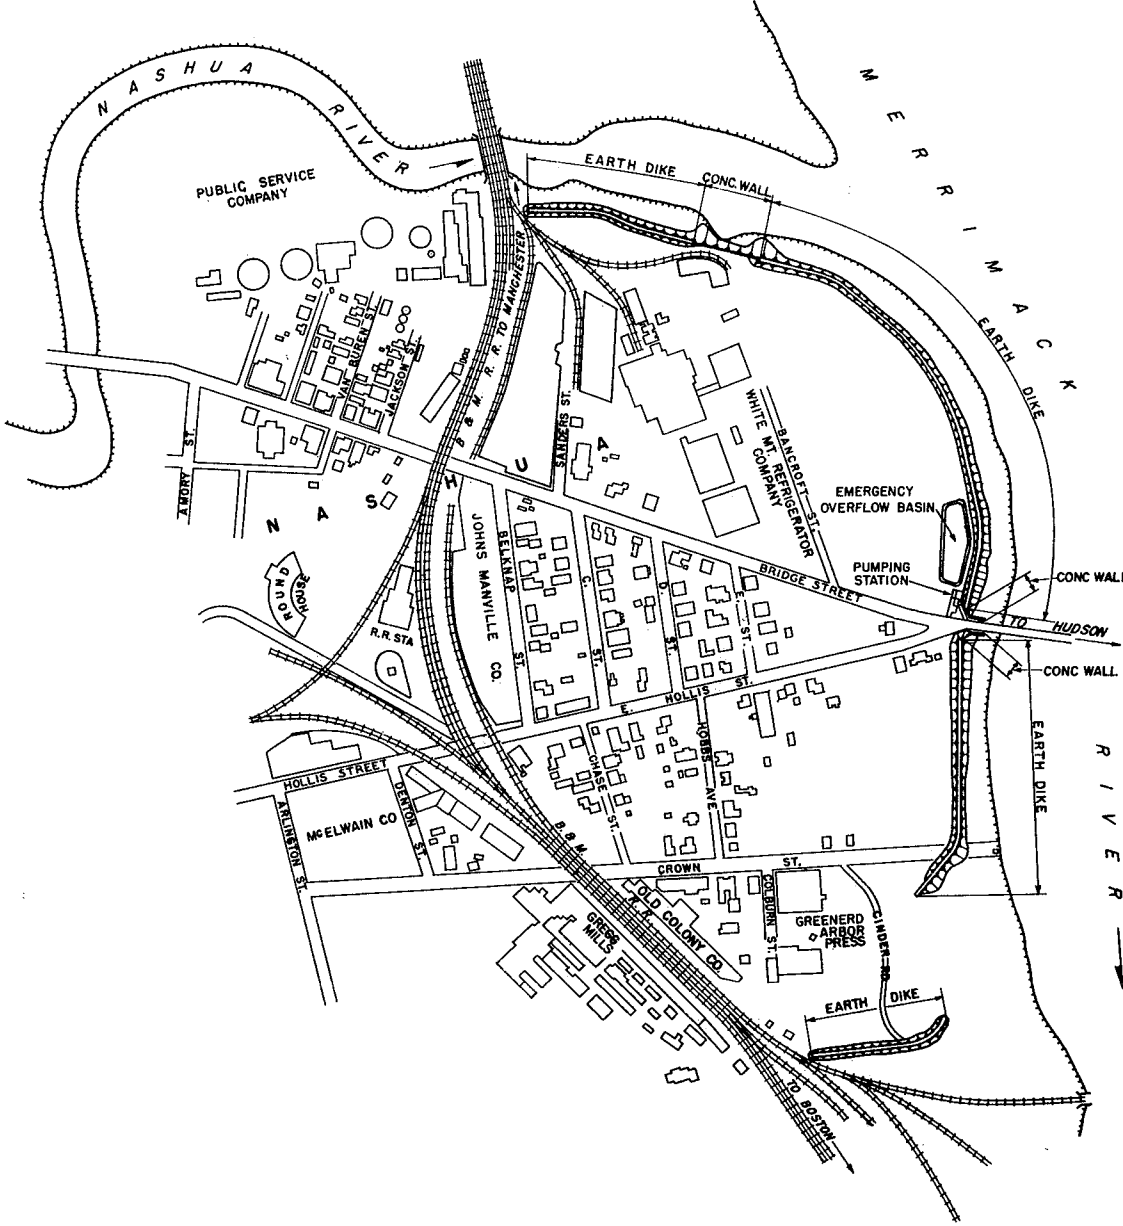 NASHUA
RIVER
MERRIMACK
RIVER
EARTH DIKE
CONC. WALL
PUBLIC SERVICE
COMPANY
B & M R. R. TO MANCHESTER
EARTH
DIKE
VAN BUREN ST.
JACKSON ST.
SANDERS ST.
BANCROFT ST.
WHITE MT. REFRIGERATOR
COMPANY
AMORY
ST.
NASHUA
EMERGENCY
OVERFLOW BASIN
PUMPING
STATION
CONC WALL
BRIDGE STREET
TO HUDSON
CONC WALL
ROUND
HOUSE
R.R. STA
JOHNS MANVILLE CO.
BELKNAP
ST.
C.
ST.
D.
ST.
E. ST.
E. HOLLIS ST.
HOBBS
AVE
CHASE
ST.
EARTH DIKE
HOLLIS STREET
ARLINGTON ST.
DENTON
ST.
McELWAIN CO
B. & M.
R. R.
CROWN ST.
OLD COLONY CO.
GREGG
MILLS
COLBURN ST.
GREENERD
ARBOR
PRESS
CINDER RD
EARTH DIKE
TO BOSTON